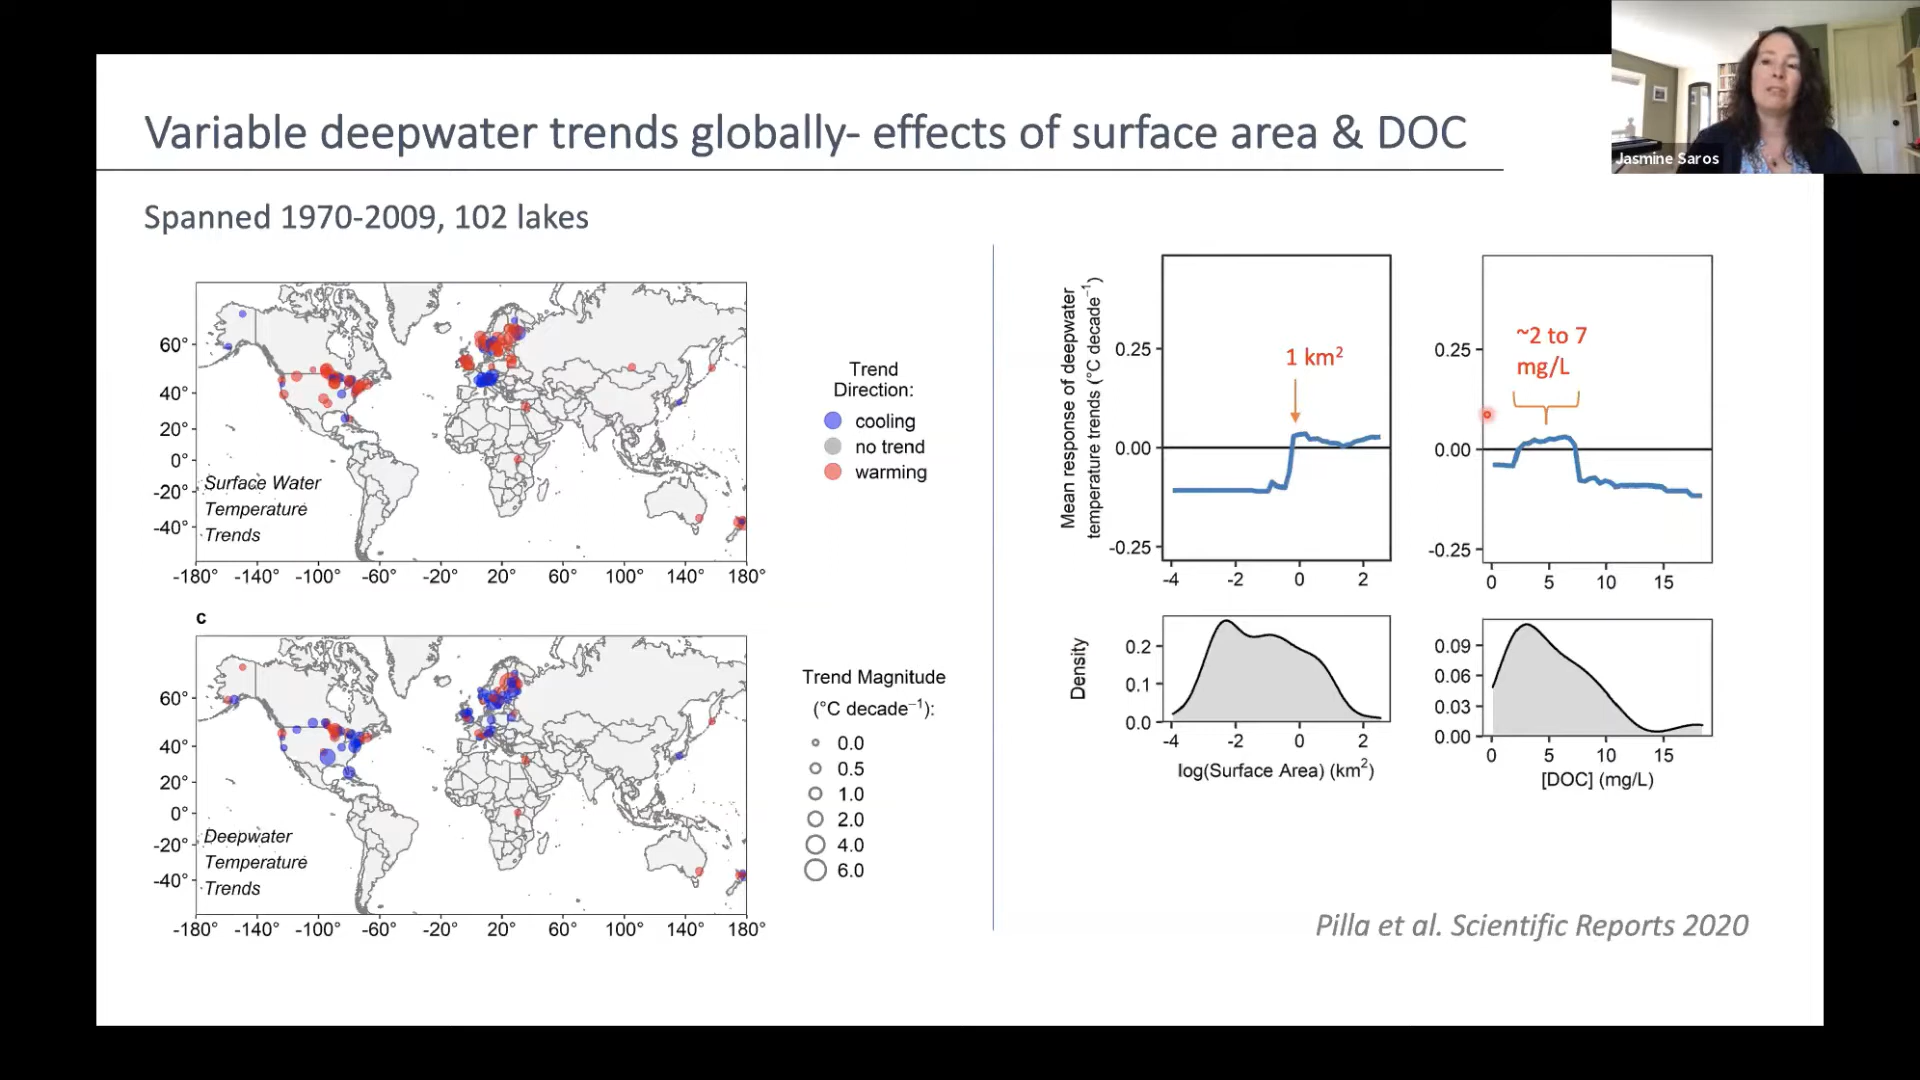 Variable deepwater trends globally- effects of surface area & DOC
Jasmine Saros
Spanned 1970-2009, 102 lakes
60°
40°
20°
0°
-20°
-40°
Surface Water
Temperature
Trends
-180° -140° -100° -60° -20° 20° 60° 100° 140° 180°
Trend
Direction:
cooling
no trend
warming
c
60°
40°
20°
0°
-20°
-40°
Deepwater
Temperature
Trends
-180° -140° -100° -60° -20° 20° 60° 100° 140° 180°
Trend Magnitude
(°C decade⁻¹):
0.0
0.5
1.0
2.0
4.0
6.0
Mean response of deepwater
temperature trends (°C decade⁻¹)
0.25
0.00
-0.25
1 km²
-4 -2 0 2
0.25
0.00
-0.25
~2 to 7
mg/L
0 5 10 15
Density
0.2
0.1
0.0
-4 -2 0 2
log(Surface Area) (km²)
0.09
0.06
0.03
0.00
0 5 10 15
[DOC] (mg/L)
Pilla et al. Scientific Reports 2020